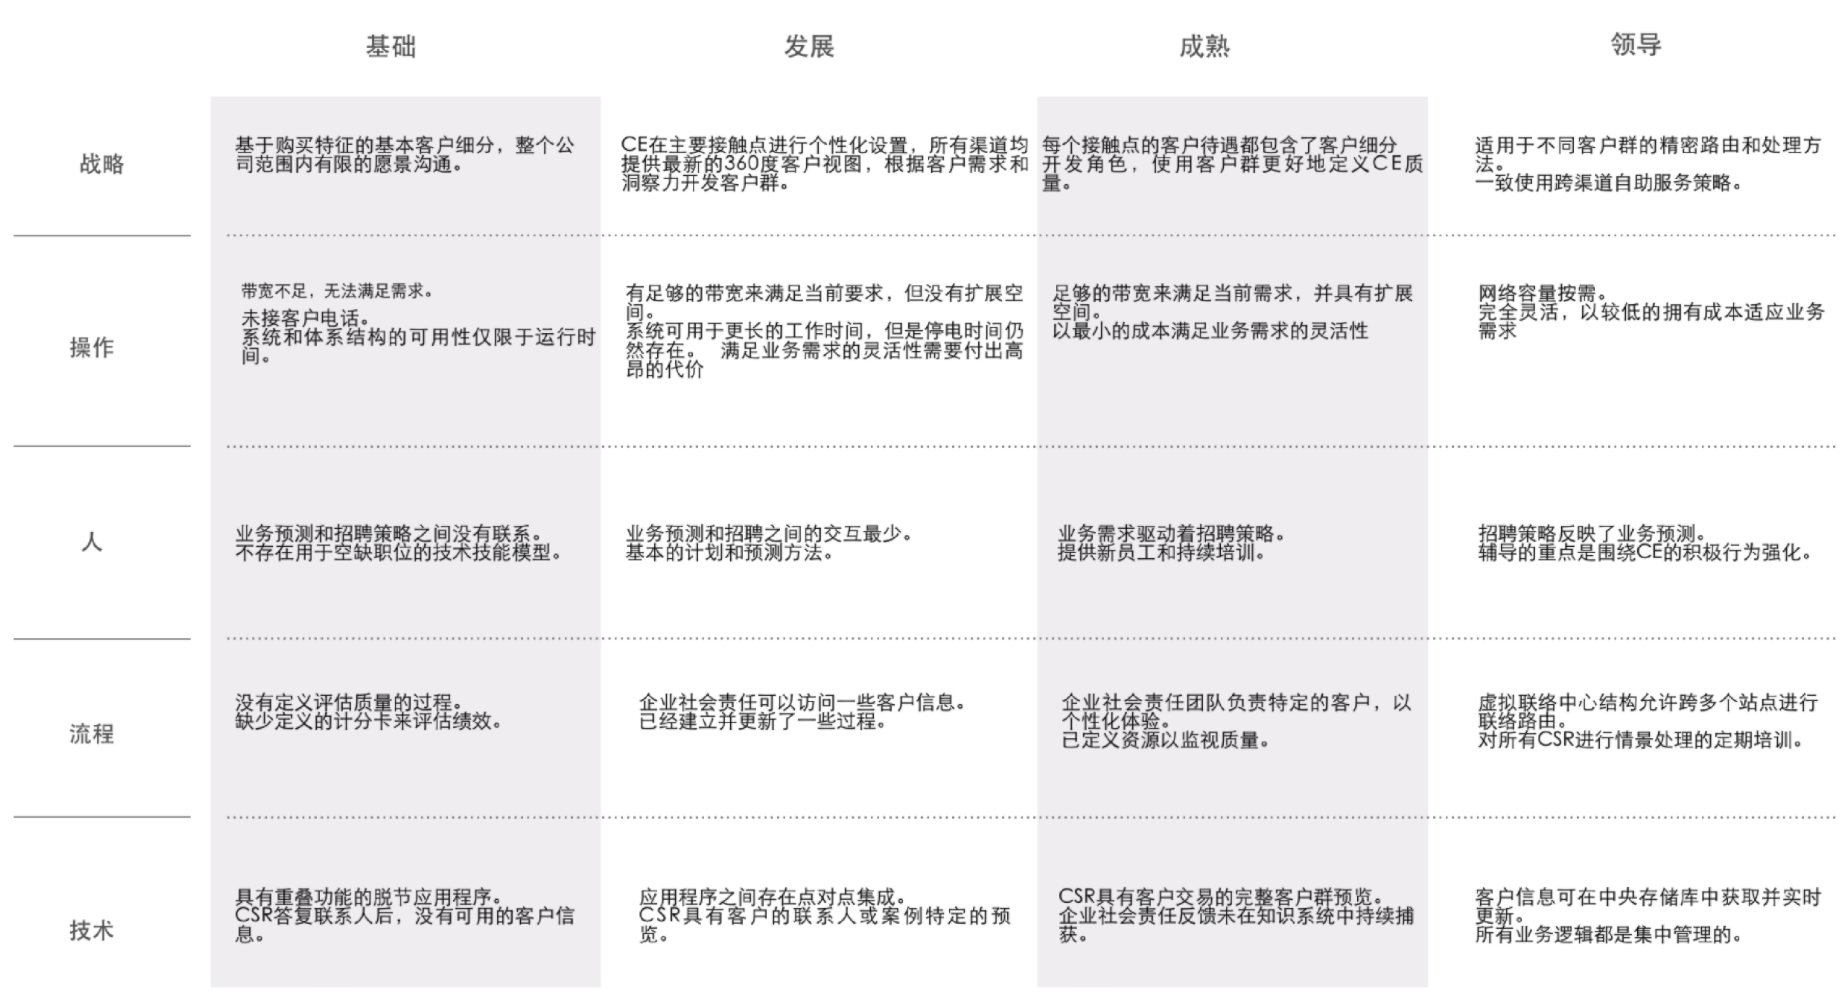 基础
发展
成熟
领导
战略
基于购买特征的基本客户细分，整个公
司范围内有限的愿景沟通。
CE在主要接触点进行个性化设置，所有渠道均
提供最新的360度客户视图，根据客户需求和
洞察力开发客户群。
每个接触点的客户待遇都包含了客户细分
开发角色，使用客户群更好地定义CE质
量。
适用于不同客户群的精密路由和处理方
法。
一致使用跨渠道自助服务策略。
操作
带宽不足，无法满足需求。
未接客户电话。
系统和体系结构的可用性仅限于运行时
间。
有足够的带宽来满足当前要求，但没有扩展空
间。
系统可用于更长的工作时间，但是停电时间仍
然存在。 满足业务需求的灵活性需要付出高
昂的代价
足够的带宽来满足当前需求，并具有扩展
空间。
以最小的成本满足业务需求的灵活性
网络容量按需。
完全灵活，以较低的拥有成本适应业务
需求
人
业务预测和招聘策略之间没有联系。
不存在用于空缺职位的技术技能模型。
业务预测和招聘之间的交互最少。
基本的计划和预测方法。
业务需求驱动着招聘策略。
提供新员工和持续培训。
招聘策略反映了业务预测。
辅导的重点是围绕CE的积极行为强化。
流程
没有定义评估质量的过程。
缺少定义的计分卡来评估绩效。
企业社会责任可以访问一些客户信息。
已经建立并更新了一些过程。
企业社会责任团队负责特定的客户，以
个性化体验。
已定义资源以监视质量。
虚拟联络中心结构允许跨多个站点进行
联络路由。
对所有CSR进行情景处理的定期培训。
技术
具有重叠功能的脱节应用程序。
CSR答复联系人后，没有可用的客户信
息。
应用程序之间存在点对点集成。
CSR具有客户的联系人或案例特定的预
览。
CSR具有客户交易的完整客户群预览。
企业社会责任反馈未在知识系统中持续捕
获。
客户信息可在中央存储库中获取并实时
更新。
所有业务逻辑都是集中管理的。